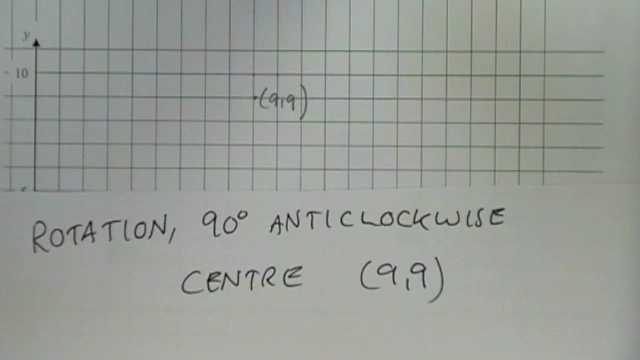 y
10
(9,9)
ROTATION, 90° ANTICLOCKWISE
CENTRE (9,9)